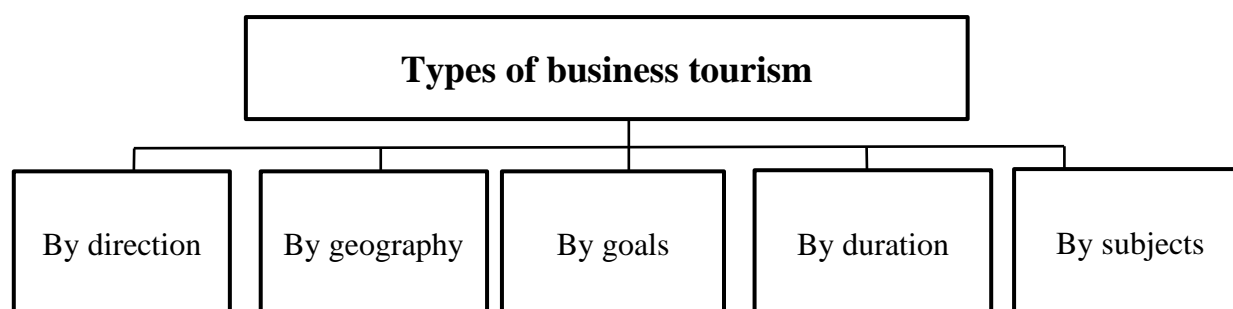 Types of business tourism
By direction
By geography
By goals
By duration
By subjects